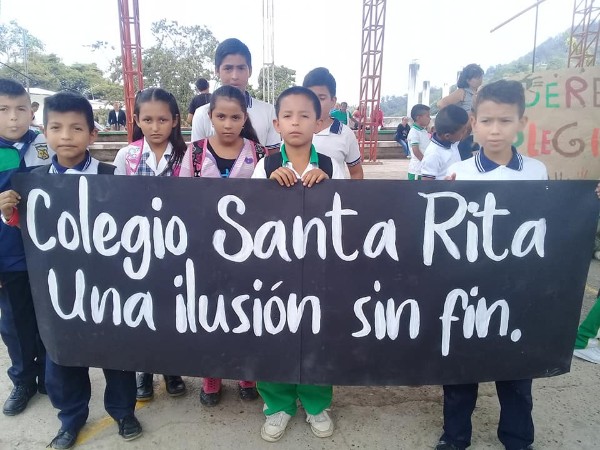 Colegio Santa Rita
Una ilusión sin fin.